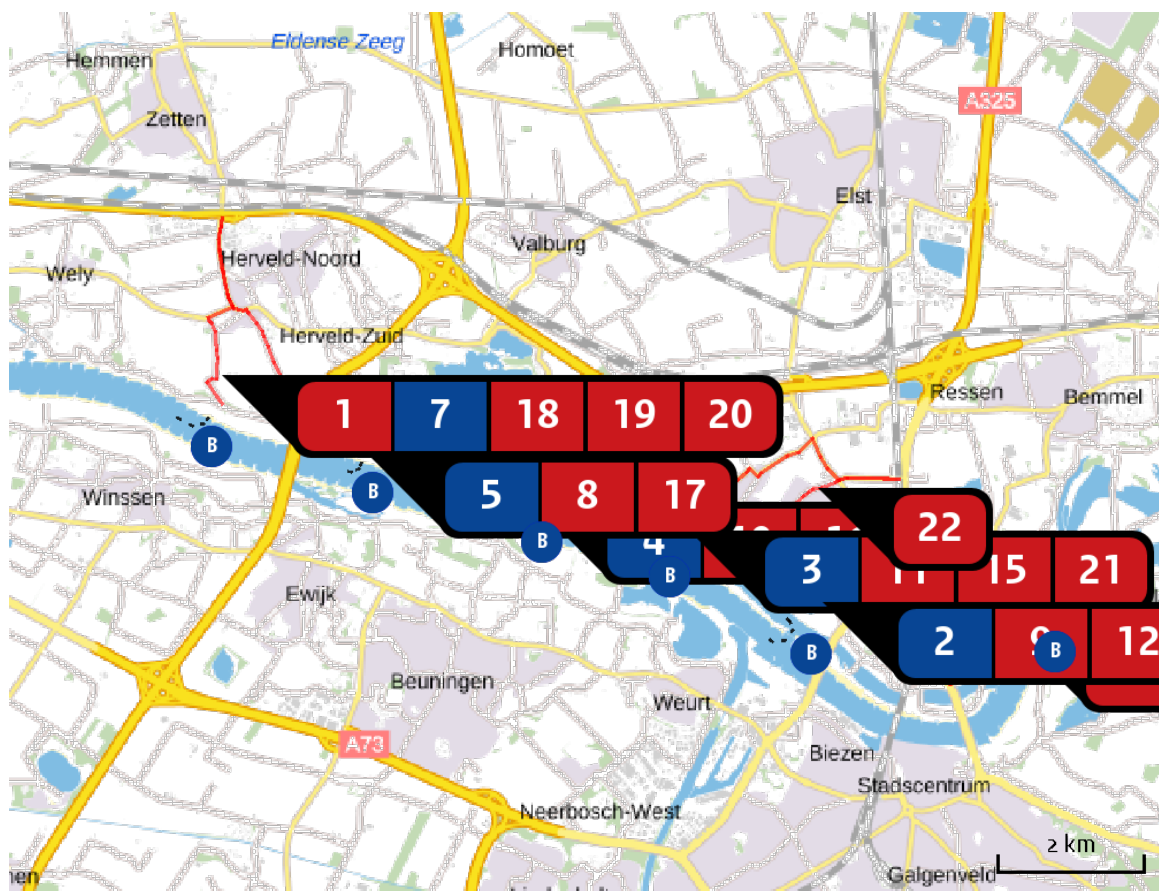 Eldense Zeeg
Homoet
Hemmen
A325
Zetten
Elst
Valburg
Herveld-Noord
Wely
Herveld-Zuid
Ressen
Bemmel
1 7 18 19 20
B
B
Winssen
5 8 17
22
B
4
B
3 11 15 21
Ewijk
2 9 12
B
B
Beuningen
Weurt
A73
Biezen
Stadscentrum
Neerbosch-West
2 km
Galgenveld